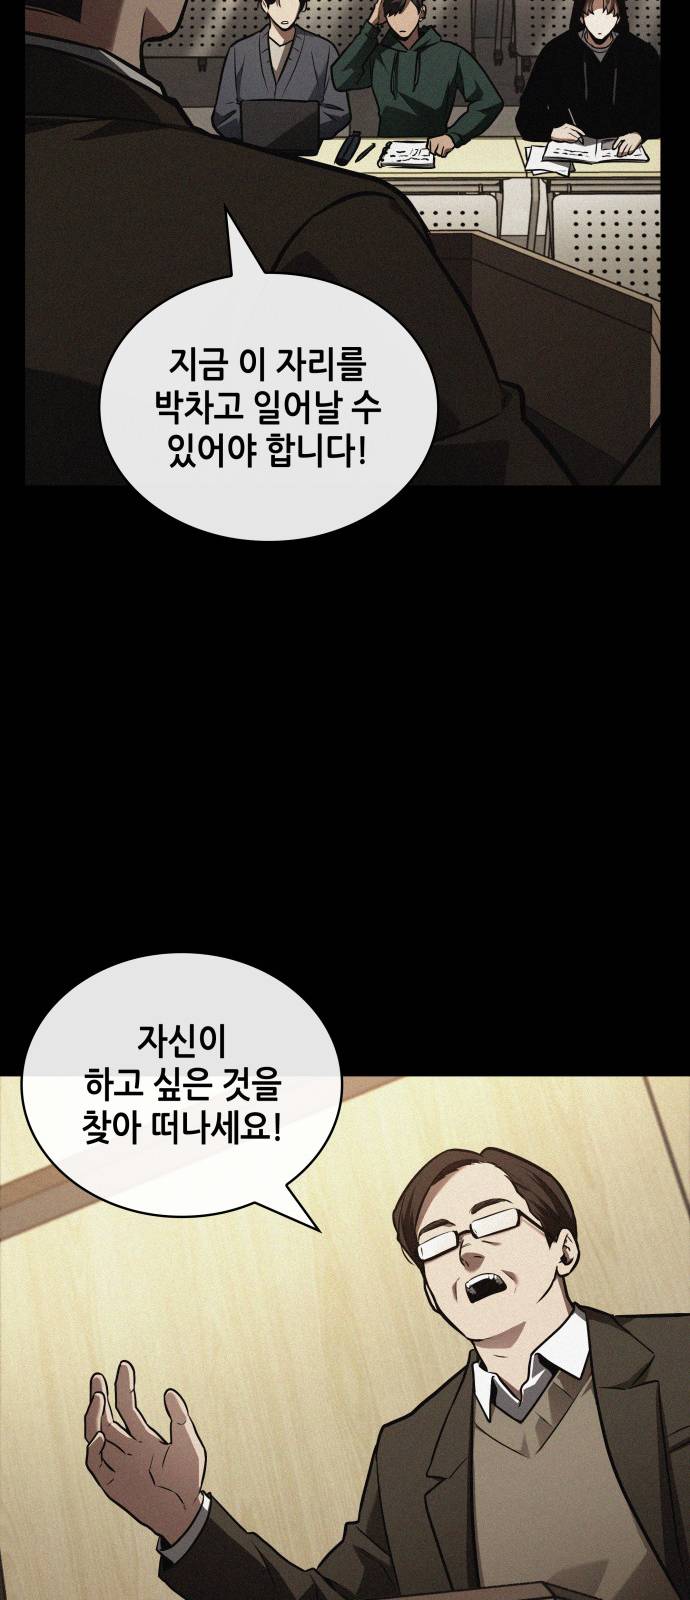 지금 이 자리를
박차고 일어날 수
있어야 합니다!
자신이
하고 싶은 것을
찾아 떠나세요!